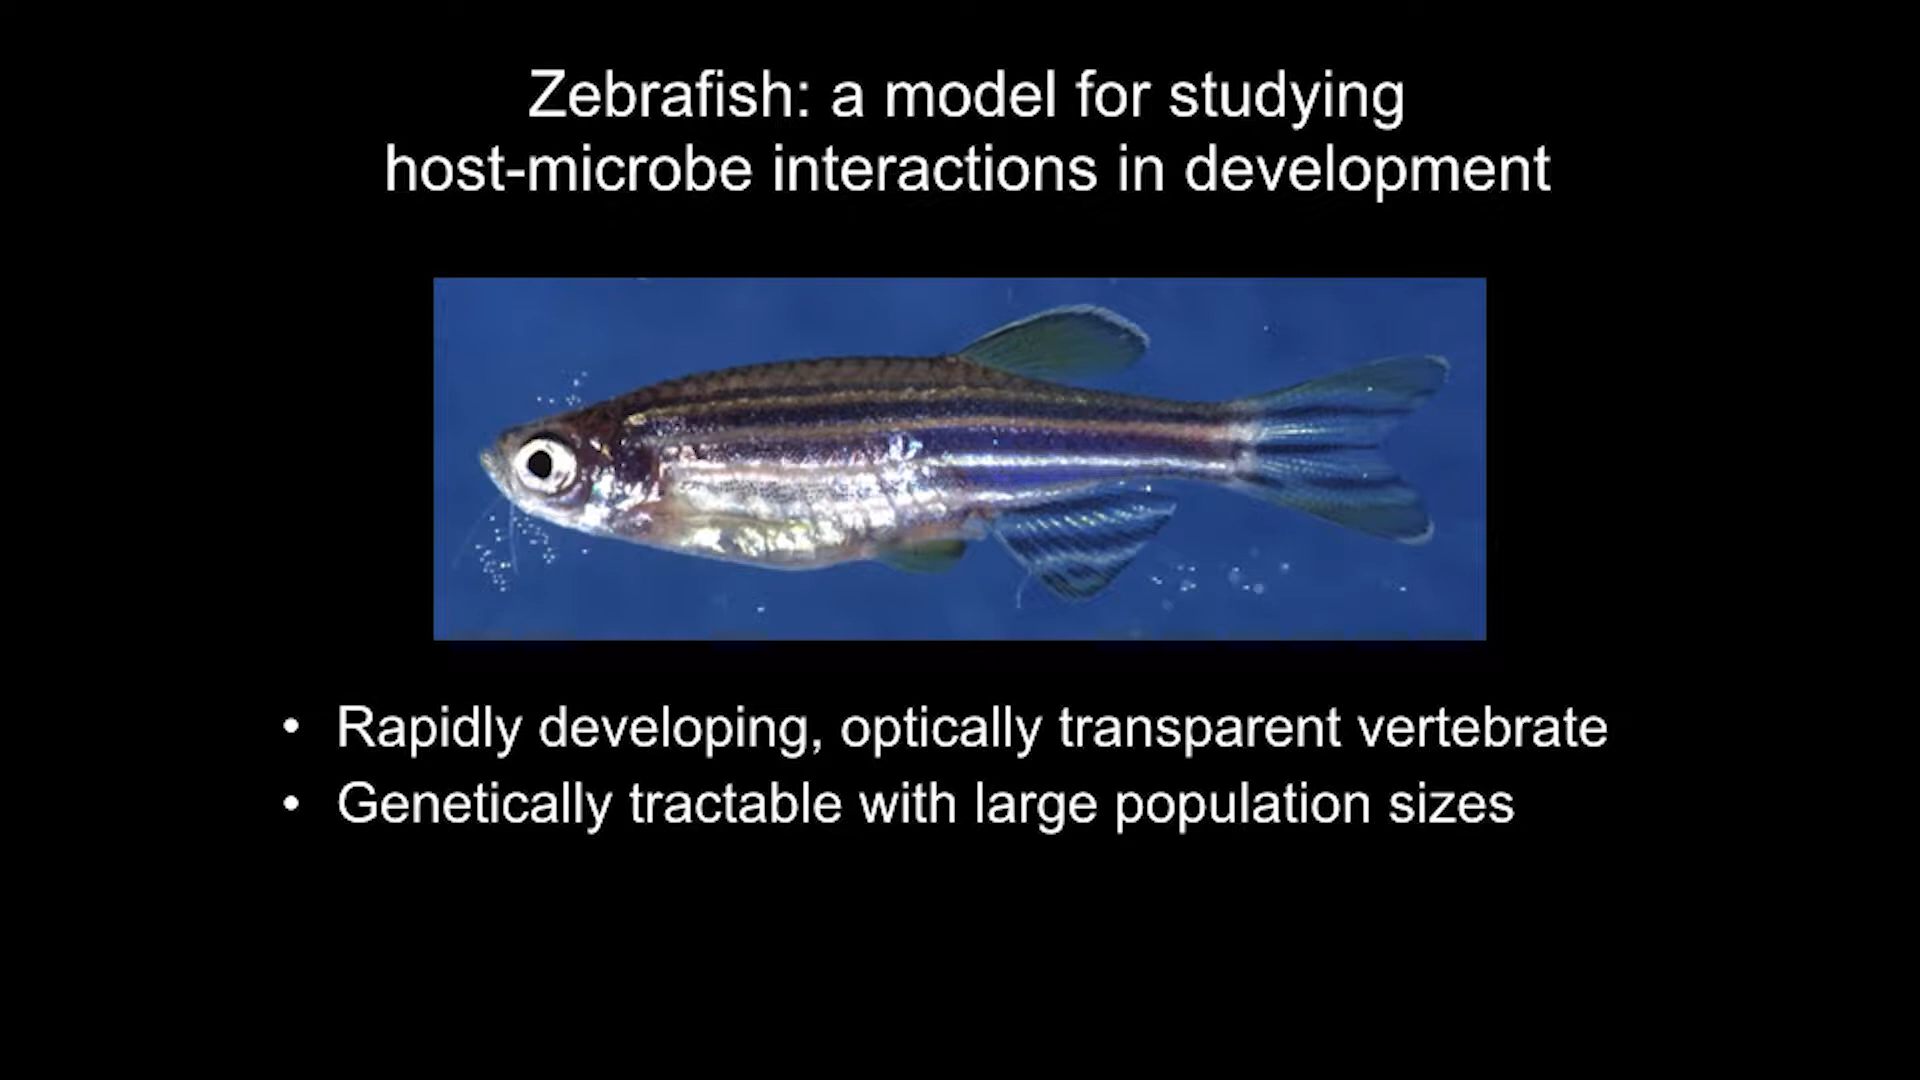 Zebrafish: a model for studying
host-microbe interactions in development
• Rapidly developing, optically transparent vertebrate
• Genetically tractable with large population sizes